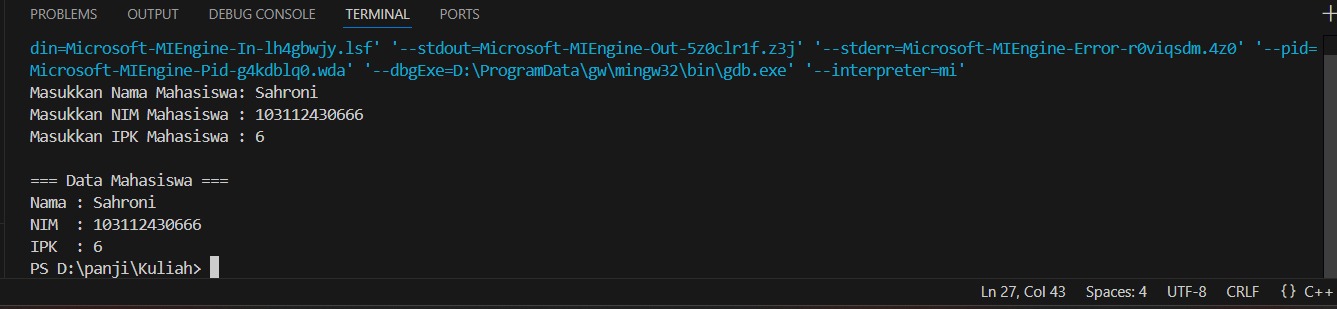 PROBLEMS OUTPUT DEBUG CONSOLE TERMINAL PORTS
din=Microsoft-MIEngine-In-lh4gbwjy.lsf' '--stdout=Microsoft-MIEngine-Out-5z0clr1f.z3j' '--stderr=Microsoft-MIEngine-Error-r0viqsdm.4z0' '--pid=
Microsoft-MIEngine-Pid-g4kdblq0.wda' '--dbgExe=D:\ProgramData\gw\mingw32\bin\gdb.exe' '--interpreter=mi'
Masukkan Nama Mahasiswa: Sahroni
Masukkan NIM Mahasiswa : 103112430666
Masukkan IPK Mahasiswa : 6
=== Data Mahasiswa ===
Nama : Sahroni
NIM  : 103112430666
IPK  : 6
PS D:\panji\Kuliah>
Ln 27, Col 43 Spaces: 4 UTF-8 CRLF {} C++